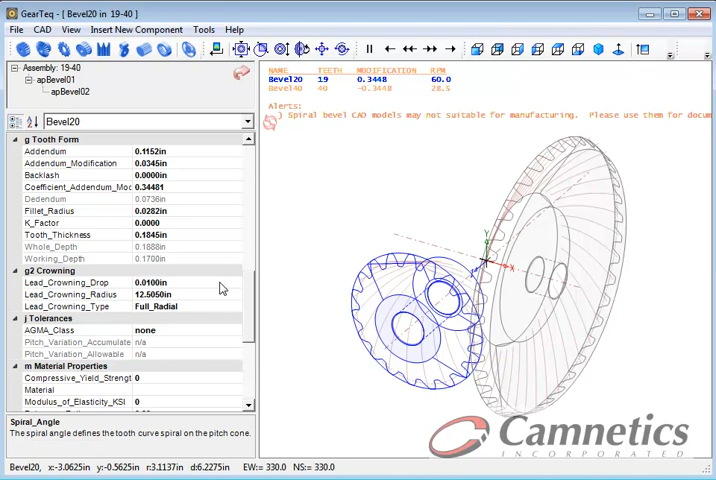 GearTeq - [ Bevel20  19-40 ]
File CAD View Insert New Component Tools Help
Assembly: 19-40
apBevel01
apBevel02
Bevel20
g Tooth Form
Addendum 0.1152in
Addendum_Modification 0.0345in
Backlash 0.0000in
Coefficient_Addendum_Mod 0.34481
Dedendum 0.0736in
Fillet_Radius 0.0282in
K_Factor 0.0000
Tooth_Thickness 0.1845in
Whole_Depth 0.1888in
Working_Depth 0.1700in
g2 Crowning
Lead_Crowning_Drop 0.0100in
Lead_Crowning_Radius 12.5050in
Lead_Crowning_Type Full_Radial
j Tolerances
AGMA_Class none
Pitch_Variation_Accumulate n/a
Pitch_Variation_Allowable n/a
m Material Properties
Compressive_Yield_Strengt 0
Material
Modulus_of_Elasticity_KSI 0
Spiral_Angle
The spiral angle defines the tooth curve spiral on the pitch cone.
NAME TEETH MODIFICATION RPM
Bevel20 19 0.3448 60.0
Bevel40 40 -0.3448 28.5
Alerts:
) Spiral bevel CAD models may not suitable for manufacturing. Please use them for docum
Y
X
Camnetics
INCORPORATED
Bevel20, x:-3.0625in y:-0.5625in r:3.1137in d:6.2275in EW:= 330.0 NS:= 330.0